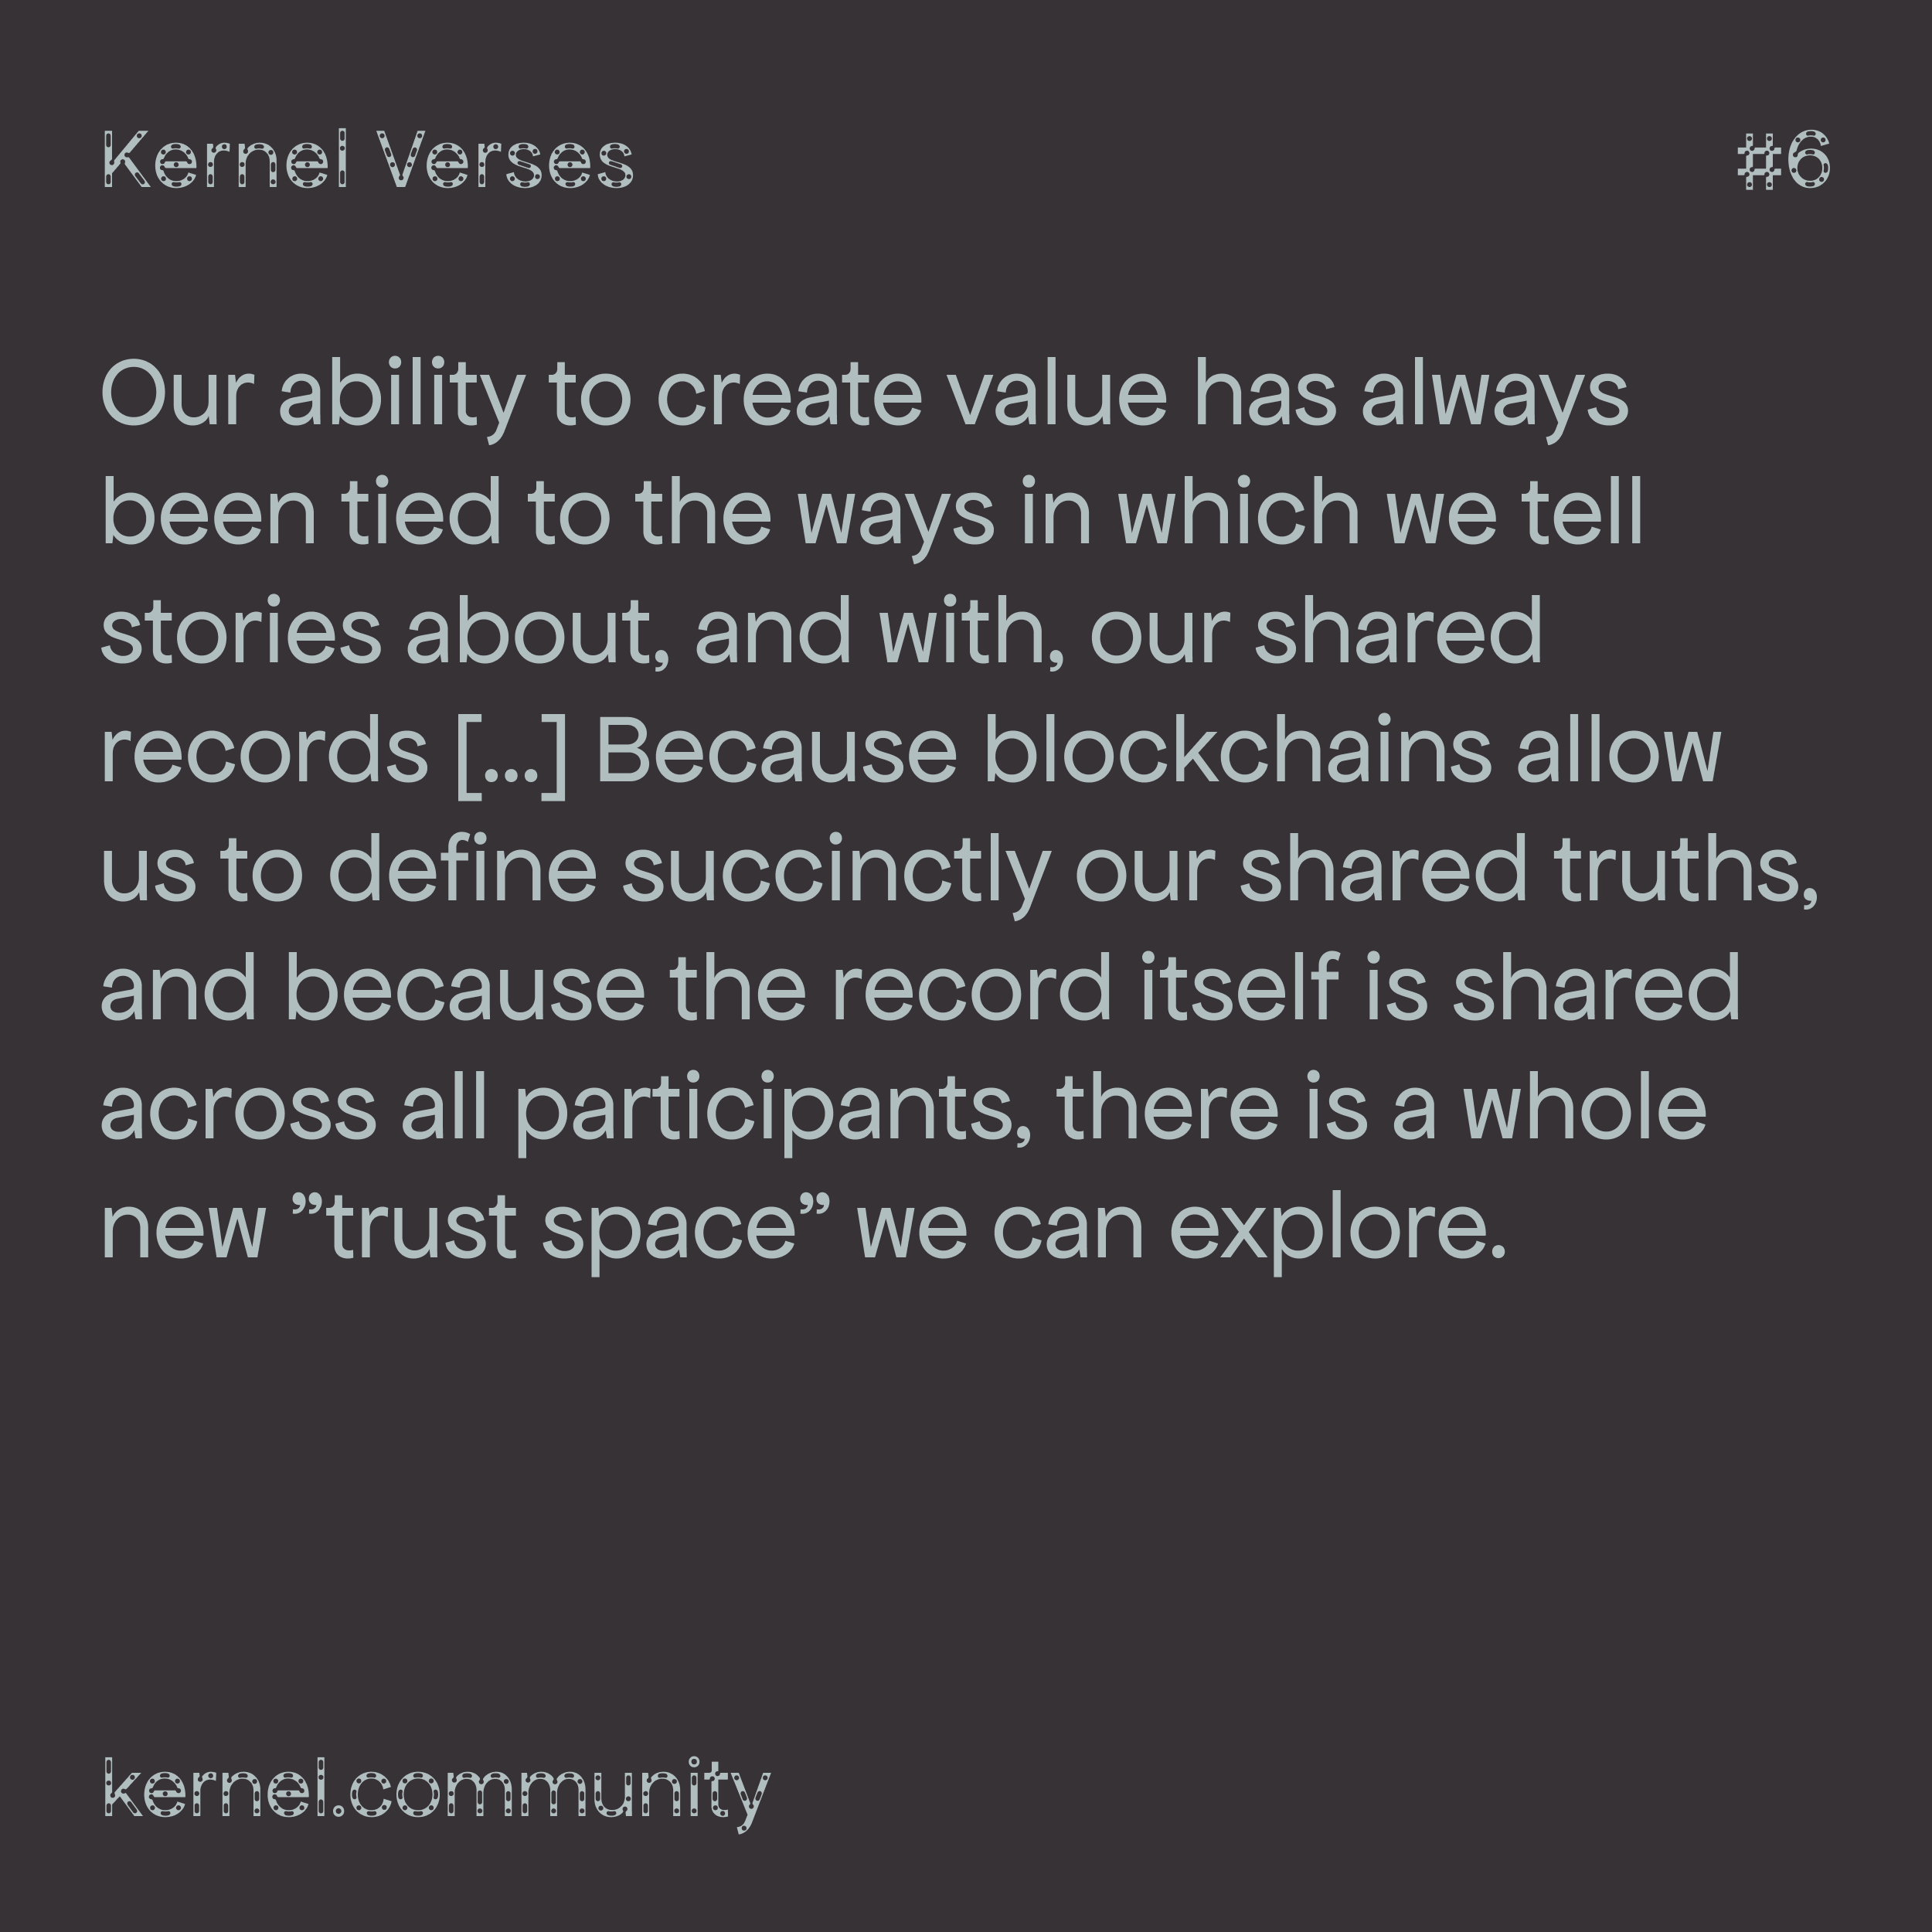 Kernel Verses
#6
Our ability to create value has always
been tied to the ways in which we tell
stories about, and with, our shared
records [..] Because blockchains allow
us to define succinctly our shared truths,
and because the record itself is shared
across all participants, there is a whole
new ”trust space” we can explore.
kernel.community